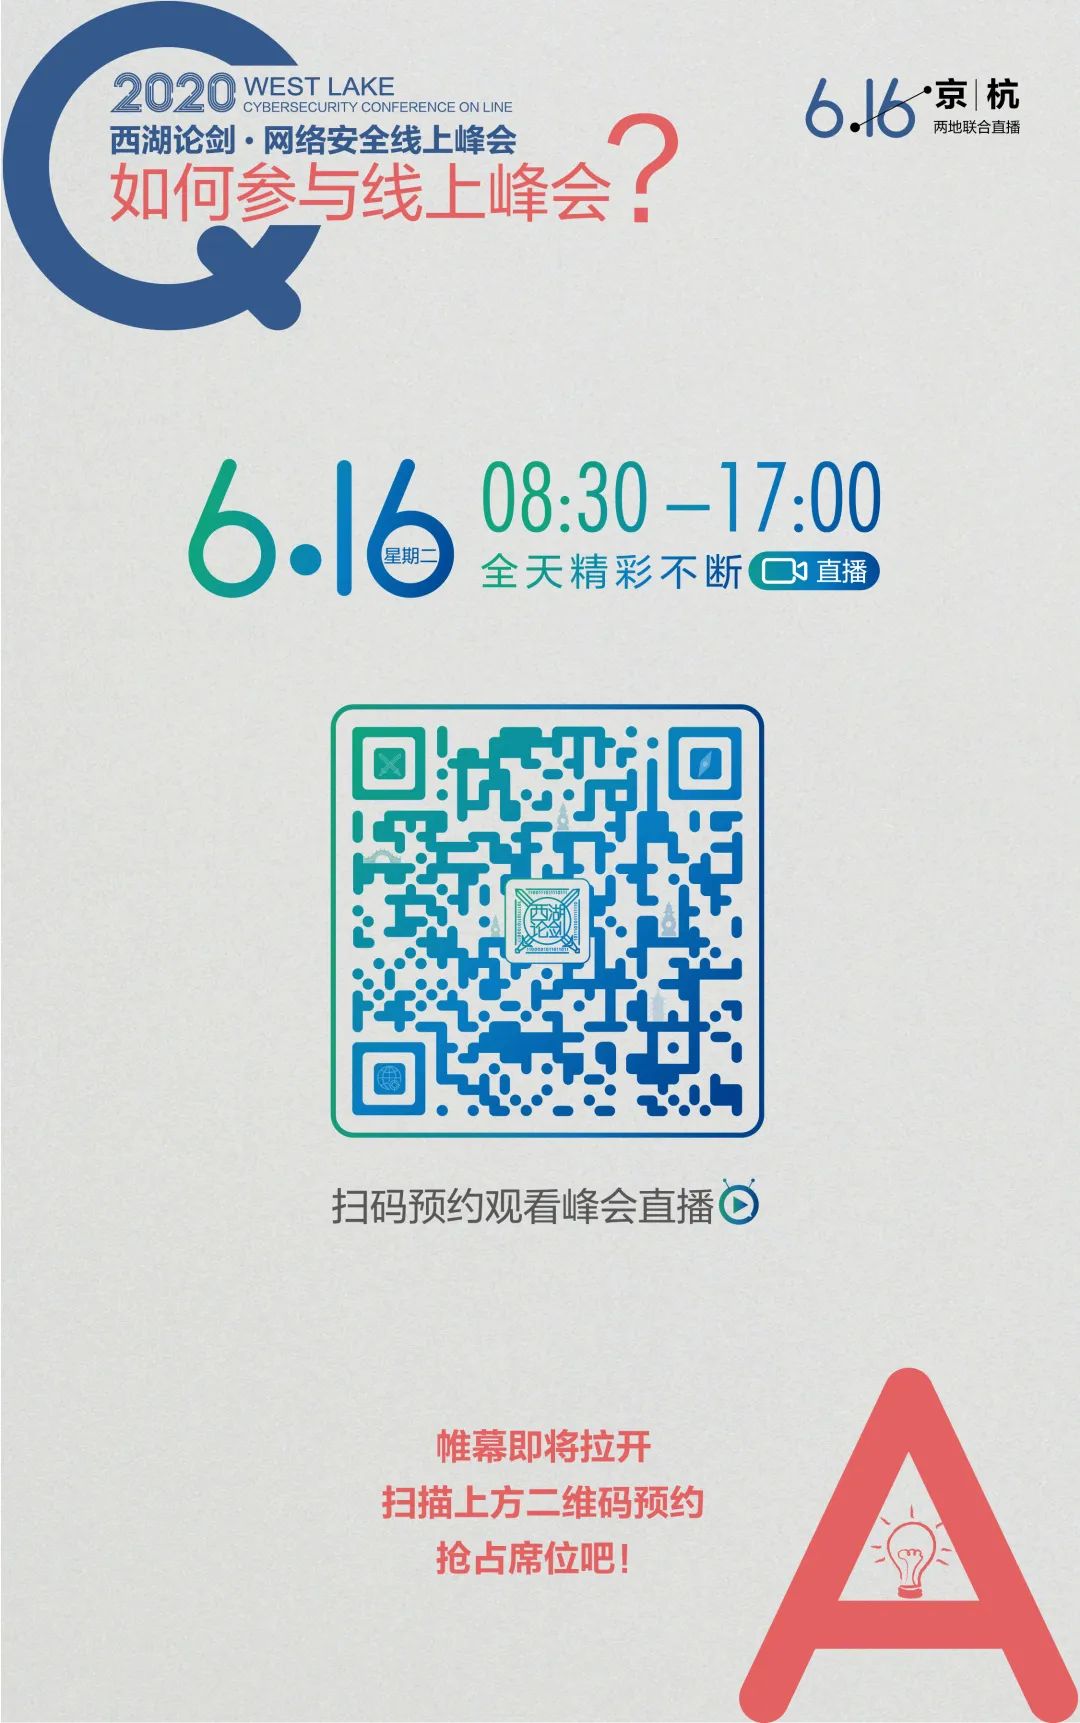 2020 WEST LAKE
CYBERSECURITY CONFERENCE ON LINE
西湖论剑·网络安全线上峰会
如何参与线上峰会?
6.16 京|杭
两地联合直播
6.16 星期二
08:30–17:00
全天精彩不断 直播
西湖
论剑
扫码预约观看峰会直播
帷幕即将拉开
扫描上方二维码预约
抢占席位吧!
Q
A